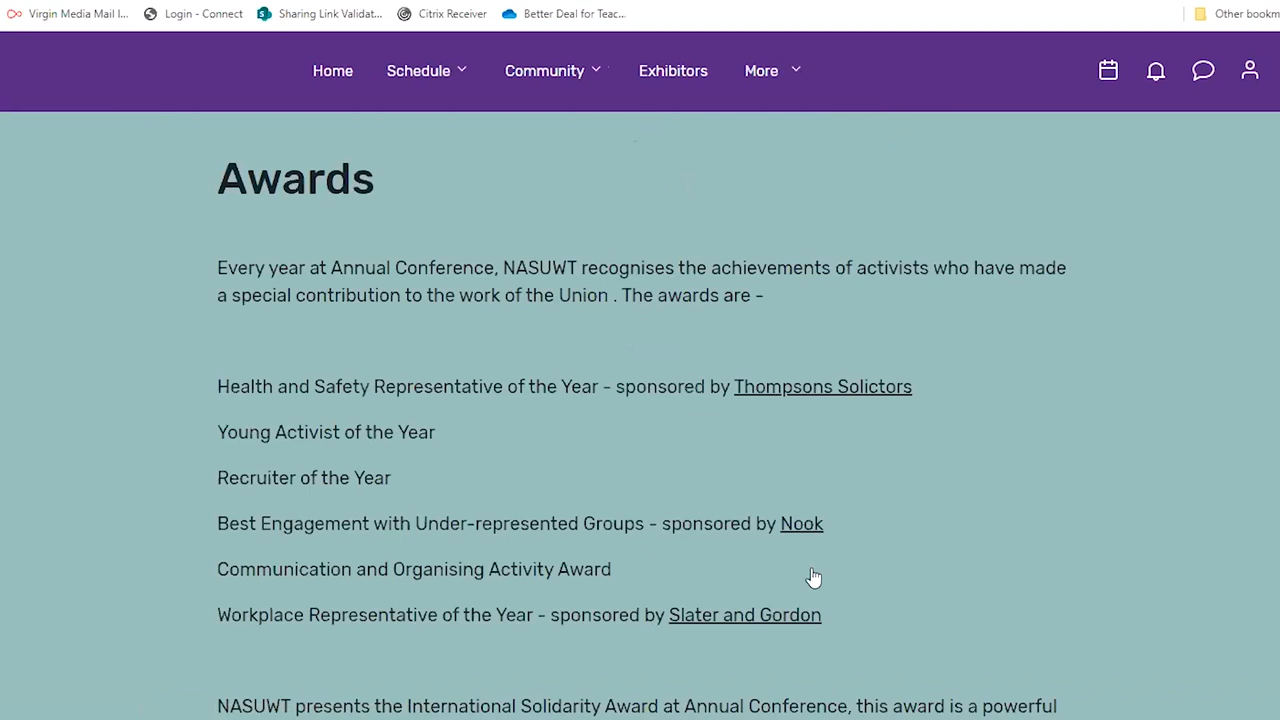 Virgin Media Mail I... Login - Connect Sharing Link Validat... Citrix Receiver Better Deal for Teac... Other bookm
Home Schedule Community Exhibitors More
Awards
Every year at Annual Conference, NASUWT recognises the achievements of activists who have made
a special contribution to the work of the Union . The awards are -
Health and Safety Representative of the Year - sponsored by Thompsons Solictors
Young Activist of the Year
Recruiter of the Year
Best Engagement with Under-represented Groups - sponsored by Nook
Communication and Organising Activity Award
Workplace Representative of the Year - sponsored by Slater and Gordon
NASUWT presents the International Solidarity Award at Annual Conference, this award is a powerful